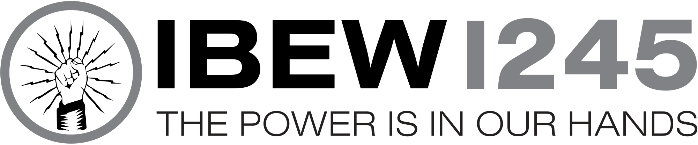 IBEW 1245
THE POWER IS IN OUR HANDS